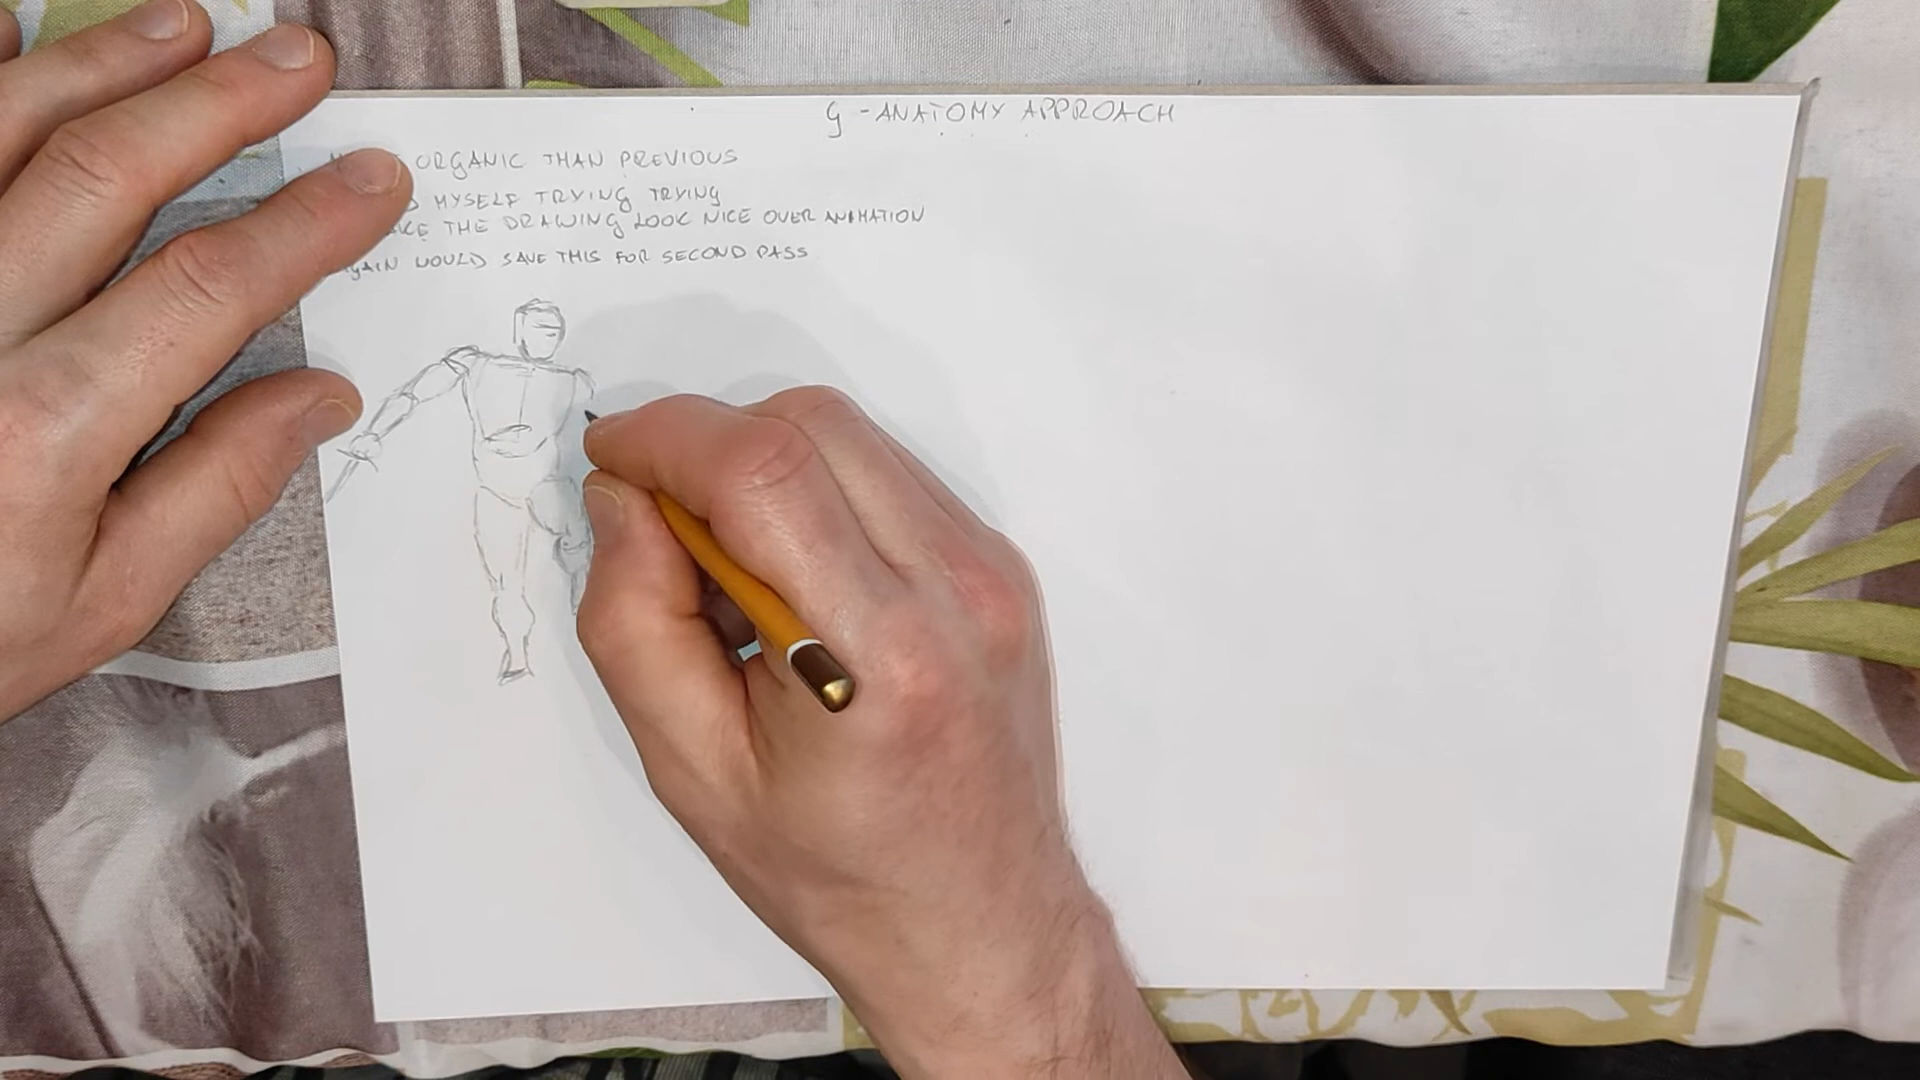 G - ANATOMY APPROACH
ORGANIC THAN PREVIOUS
MYSELF TRYING TRYING
THE DRAWING LOOK NICE OVER ANIMATION
WOULD SAVE THIS FOR SECOND PASS